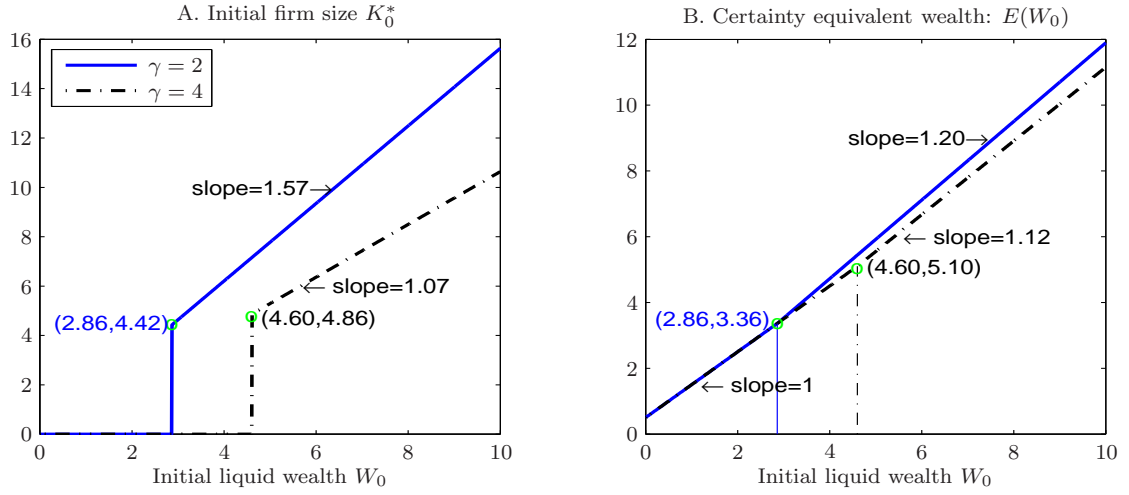 A. Initial firm size K₀*
16
14
12
10
8
6
4
2
0
γ = 2
γ = 4
slope=1.57→
← slope=1.07
(2.86,4.42)
(4.60,4.86)
0 2 4 6 8 10
Initial liquid wealth W₀
B. Certainty equivalent wealth: E(W₀)
12
10
8
6
4
2
0
slope=1.20
← slope=1.12
(4.60,5.10)
(2.86,3.36)
← slope=1
0 2 4 6 8 10
Initial liquid wealth W₀